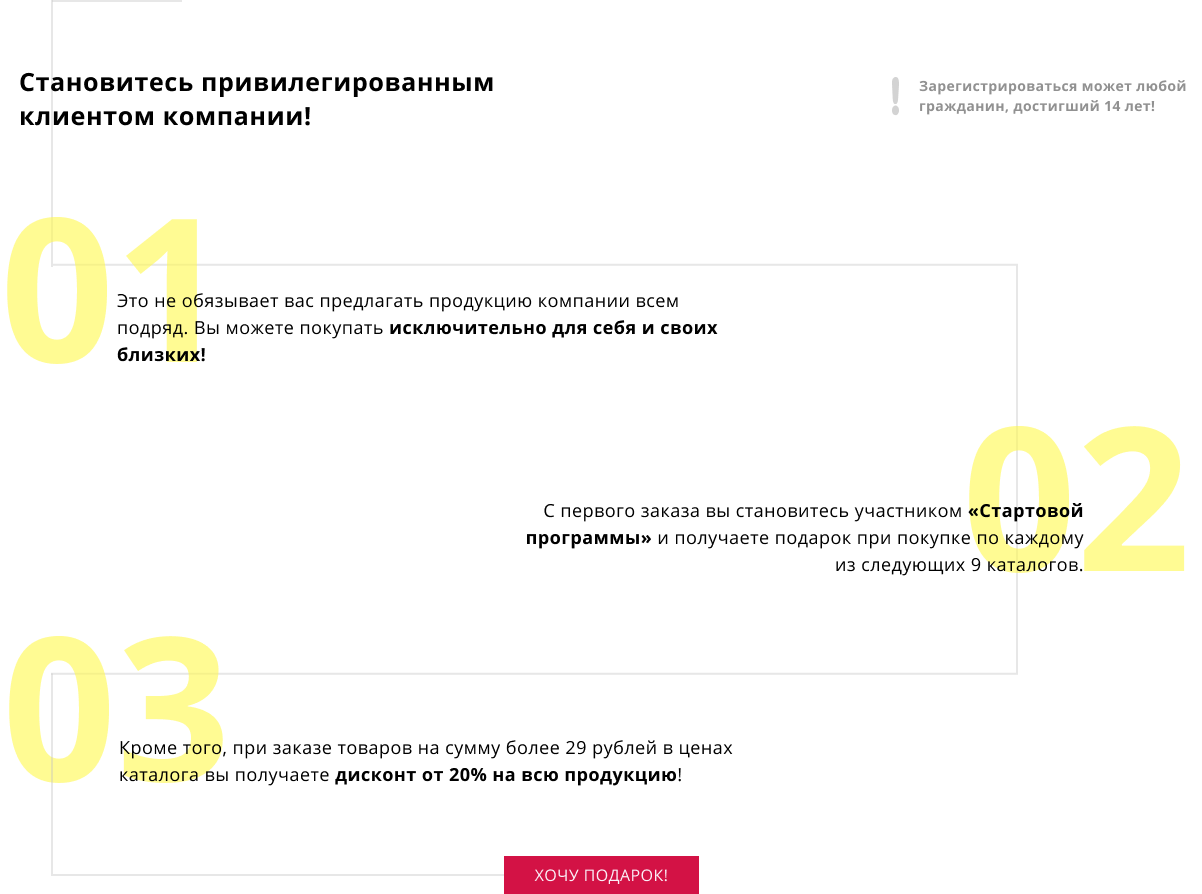 Становитесь привилегированным
клиентом компании!
Зарегистрироваться может любой
гражданин, достигший 14 лет!
01
Это не обязывает вас предлагать продукцию компании всем
подряд. Вы можете покупать исключительно для себя и своих
близких!
02
С первого заказа вы становитесь участником «Стартовой
программы» и получаете подарок при покупке по каждому
из следующих 9 каталогов.
03
Кроме того, при заказе товаров на сумму более 29 рублей в ценах
каталога вы получаете дисконт от 20% на всю продукцию!
ХОЧУ ПОДАРОК!